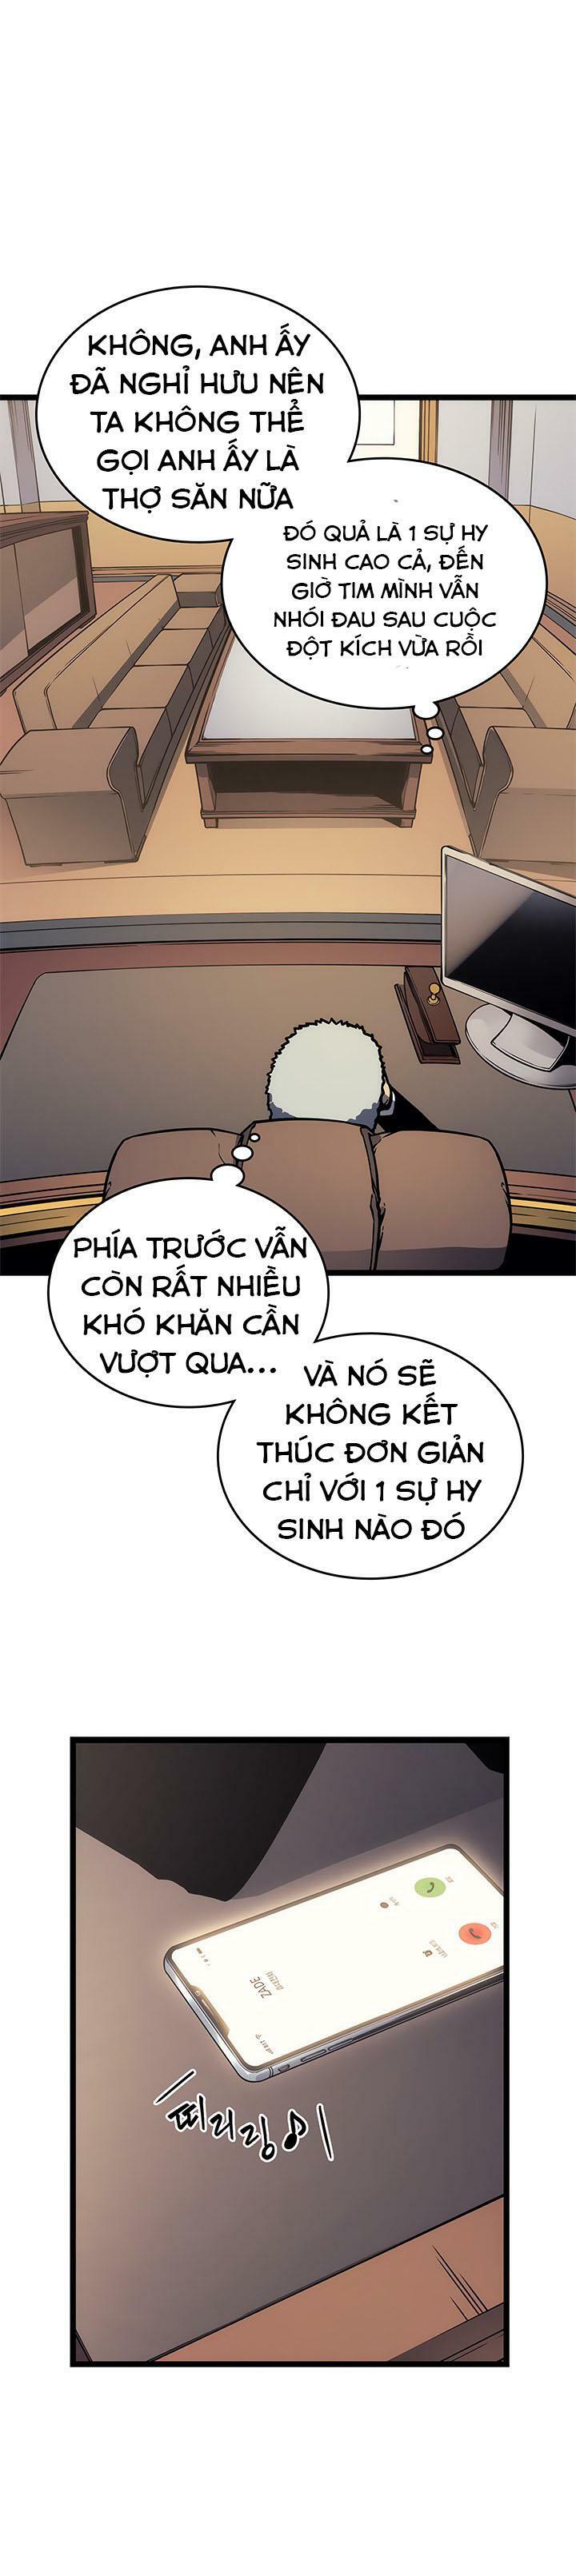 KHÔNG, ANH ẤY
ĐÃ NGHỈ HƯU NÊN
TA KHÔNG THỂ
GỌI ANH ẤY LÀ
THỢ SĂN NỮA
ĐÓ QUẢ LÀ 1 SỰ HY
SINH CAO CẢ, ĐẾN
GIỜ TIM MÌNH VẪN
NHÓI ĐAU SAU CUỘC
ĐỘT KÍCH VỪA RỒI
PHÍA TRƯỚC VẪN
CÒN RẤT NHIỀU
KHÓ KHĂN CẦN
VƯỢT QUA...
VÀ NÓ SẼ
KHÔNG KẾT
THÚC ĐƠN GIẢN
CHỈ VỚI 1 SỰ HY
SINH NÀO ĐÓ
ZADE
띠리링♪